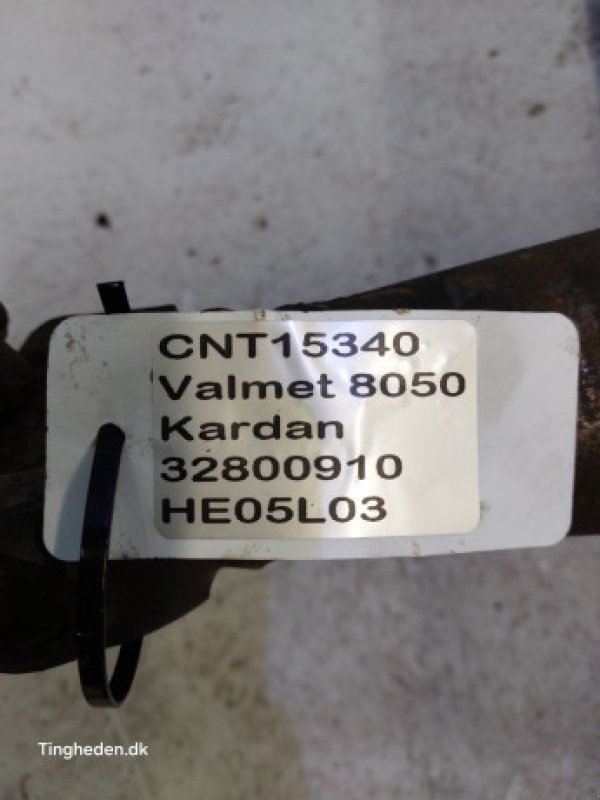 CNT15340
Valmet 8050
Kardan
32800910
HE05L03
Tingheden.dk